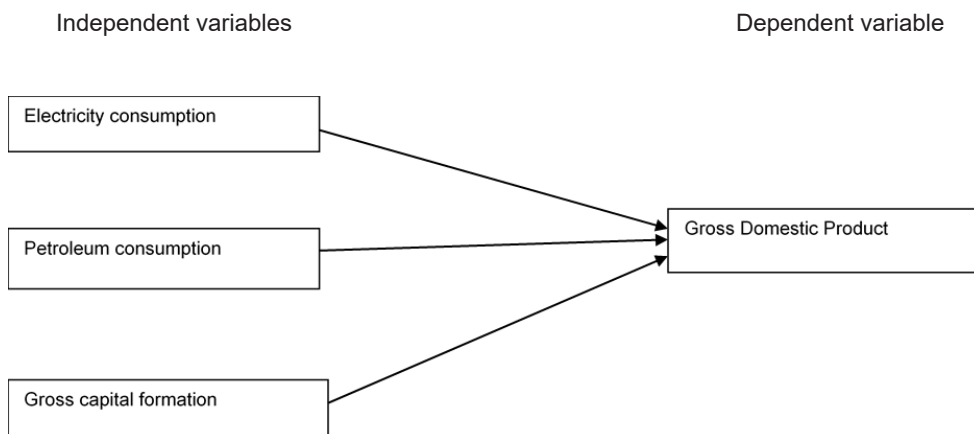 Independent variables
Dependent variable
Electricity consumption
Petroleum consumption
Gross Domestic Product
Gross capital formation